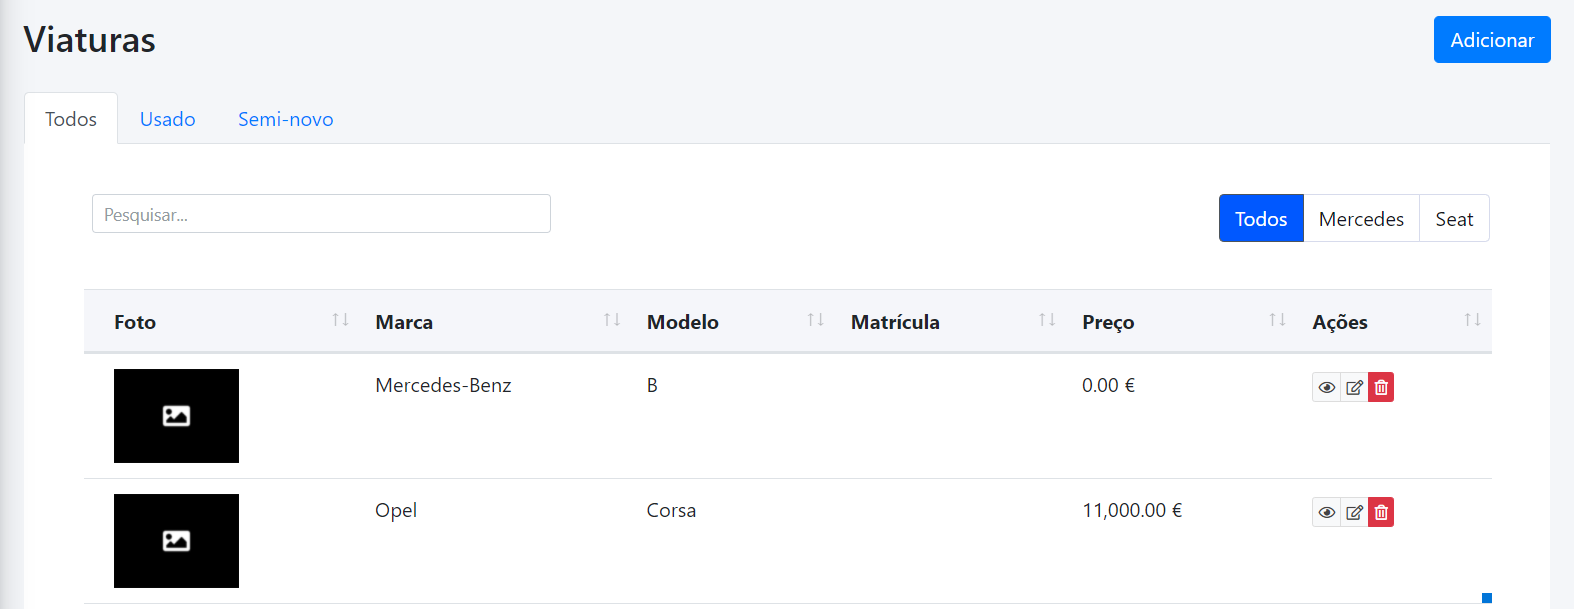 Viaturas
Adicionar
Todos Usado Semi-novo
Pesquisar...
Todos Mercedes Seat
Foto Marca Modelo Matrícula Preço Ações
Mercedes-Benz B 0.00 €
Opel Corsa 11,000.00 €